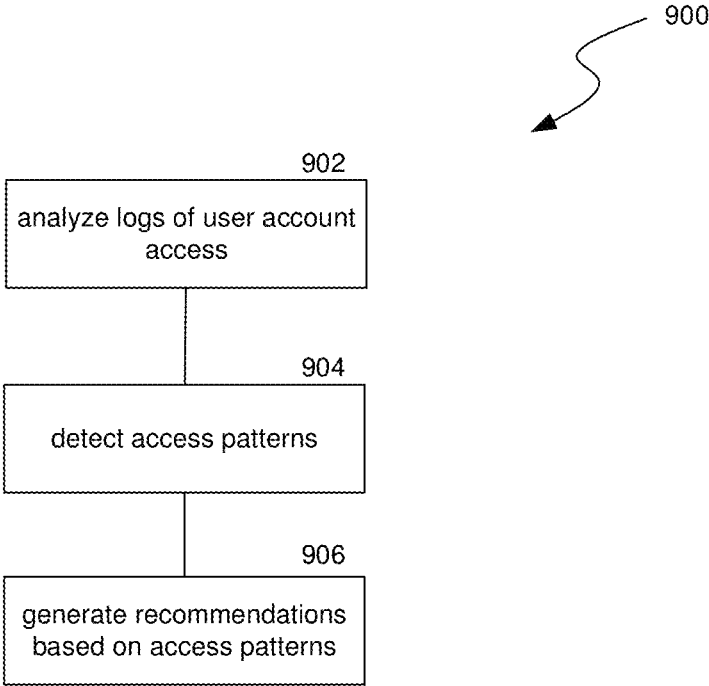 900
902
analyze logs of user account
access
904
detect access patterns
906
generate recommendations
based on access patterns